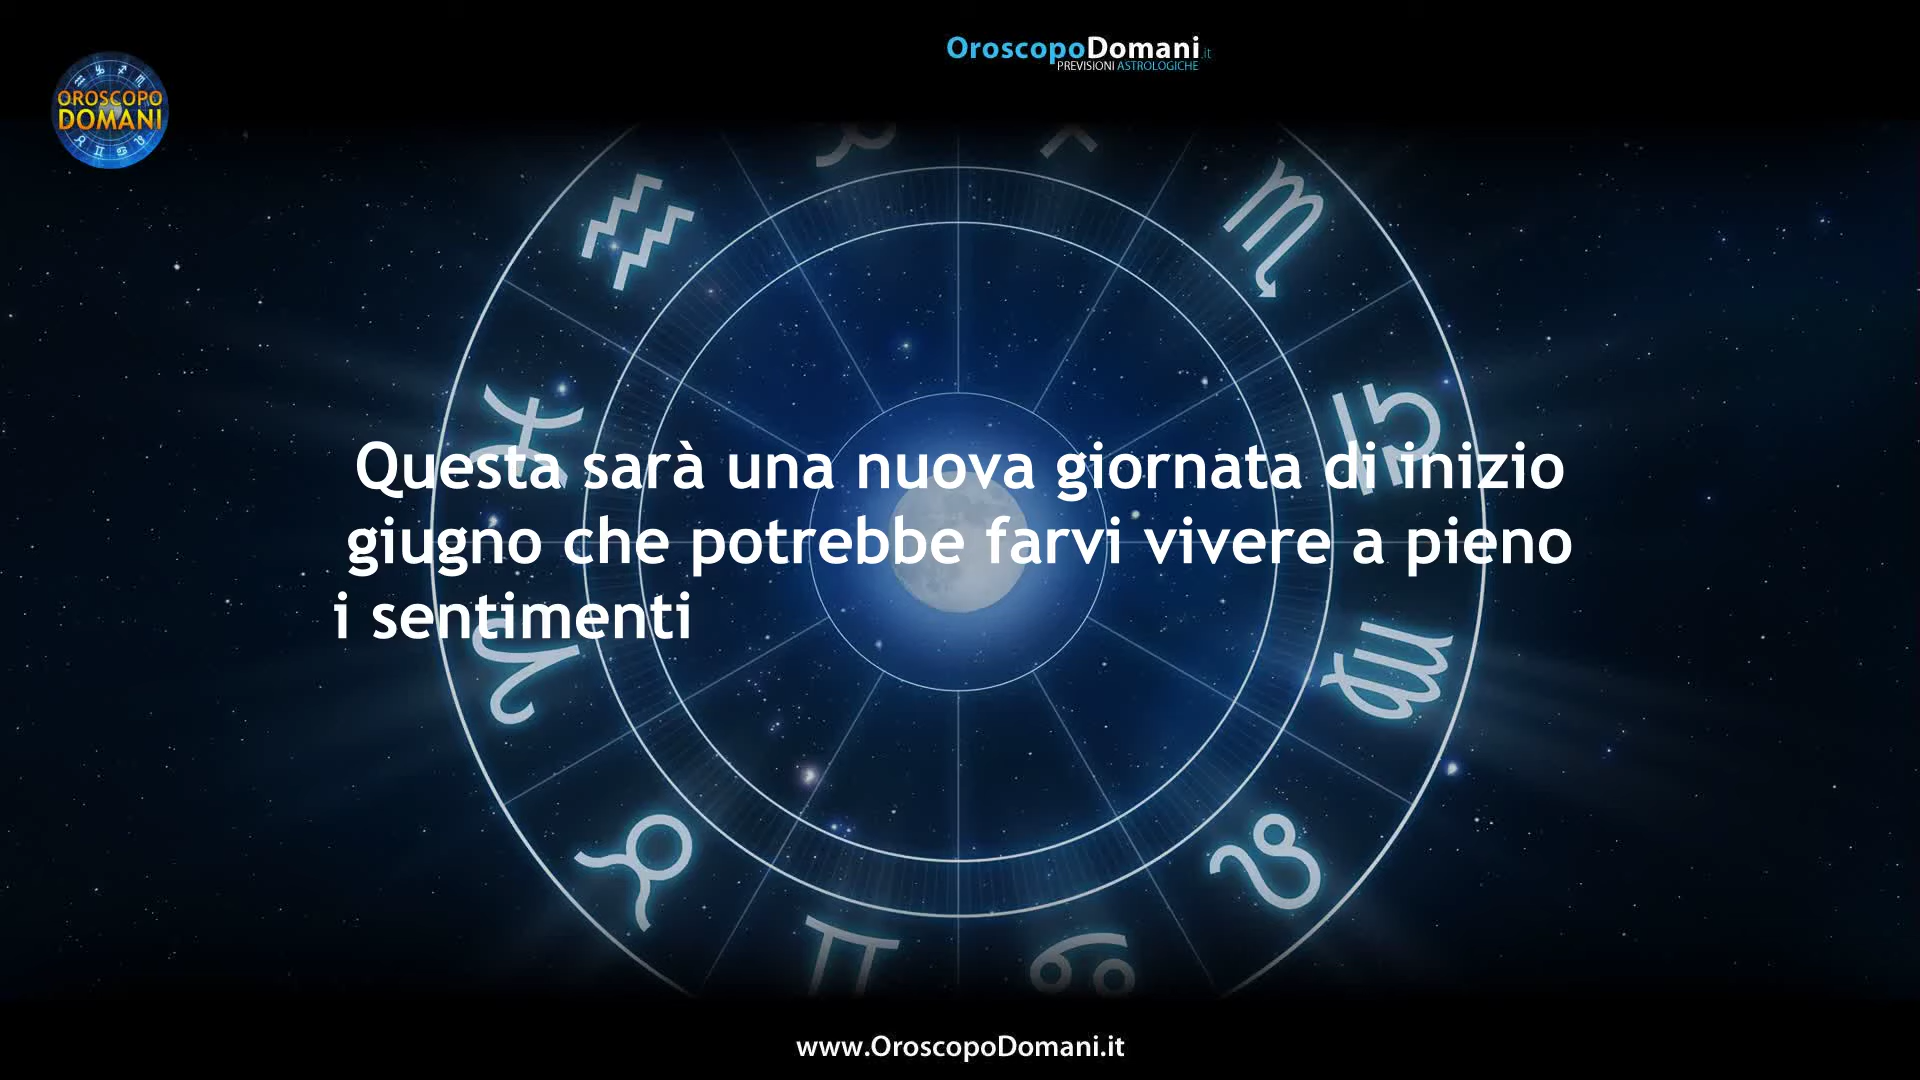 OroscopoDomani.it
PREVISIONI ASTROLOGICHE
OROSCOPO
DOMANI
Questa sarà una nuova giornata di inizio
giugno che potrebbe farvi vivere a pieno
i sentimenti
www.OroscopoDomani.it